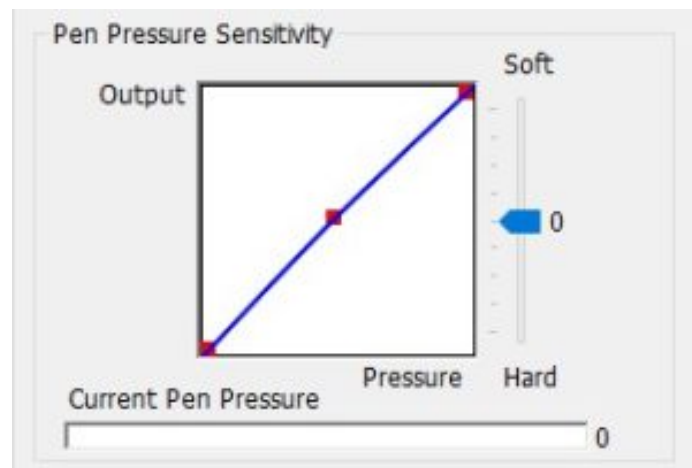 Pen Pressure Sensitivity
Soft
Output
0
Pressure
Hard
Current Pen Pressure
0